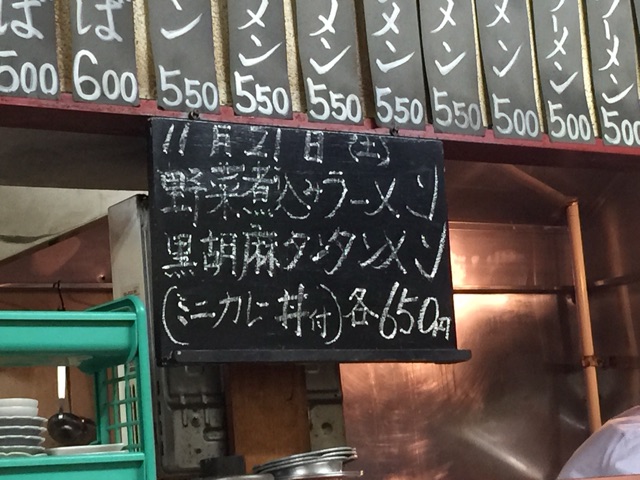 ば 500
ば 600
ン 550
メン 550
メン 550
メン 550
メン 550
メン 500
ーメン 500
ラーメン 500
11月21日(土)
野菜煮込みラーメン
黒胡麻タンタンメン
(ミニカレー丼付)各650円